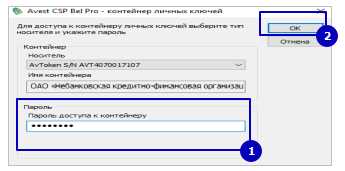 Avest CSP Bel Pro - контейнер личных ключей
Для доступа к контейнеру личных ключей выберите тип
носителя и укажите пароль
OK
Отмена
2
Контейнер
Носитель
AvToken S/N AVT4070017107
Имя контейнера
ОАО «Небанковская кредитно-финансовая организац
Пароль
Пароль доступа к контейнеру
••••••••
1